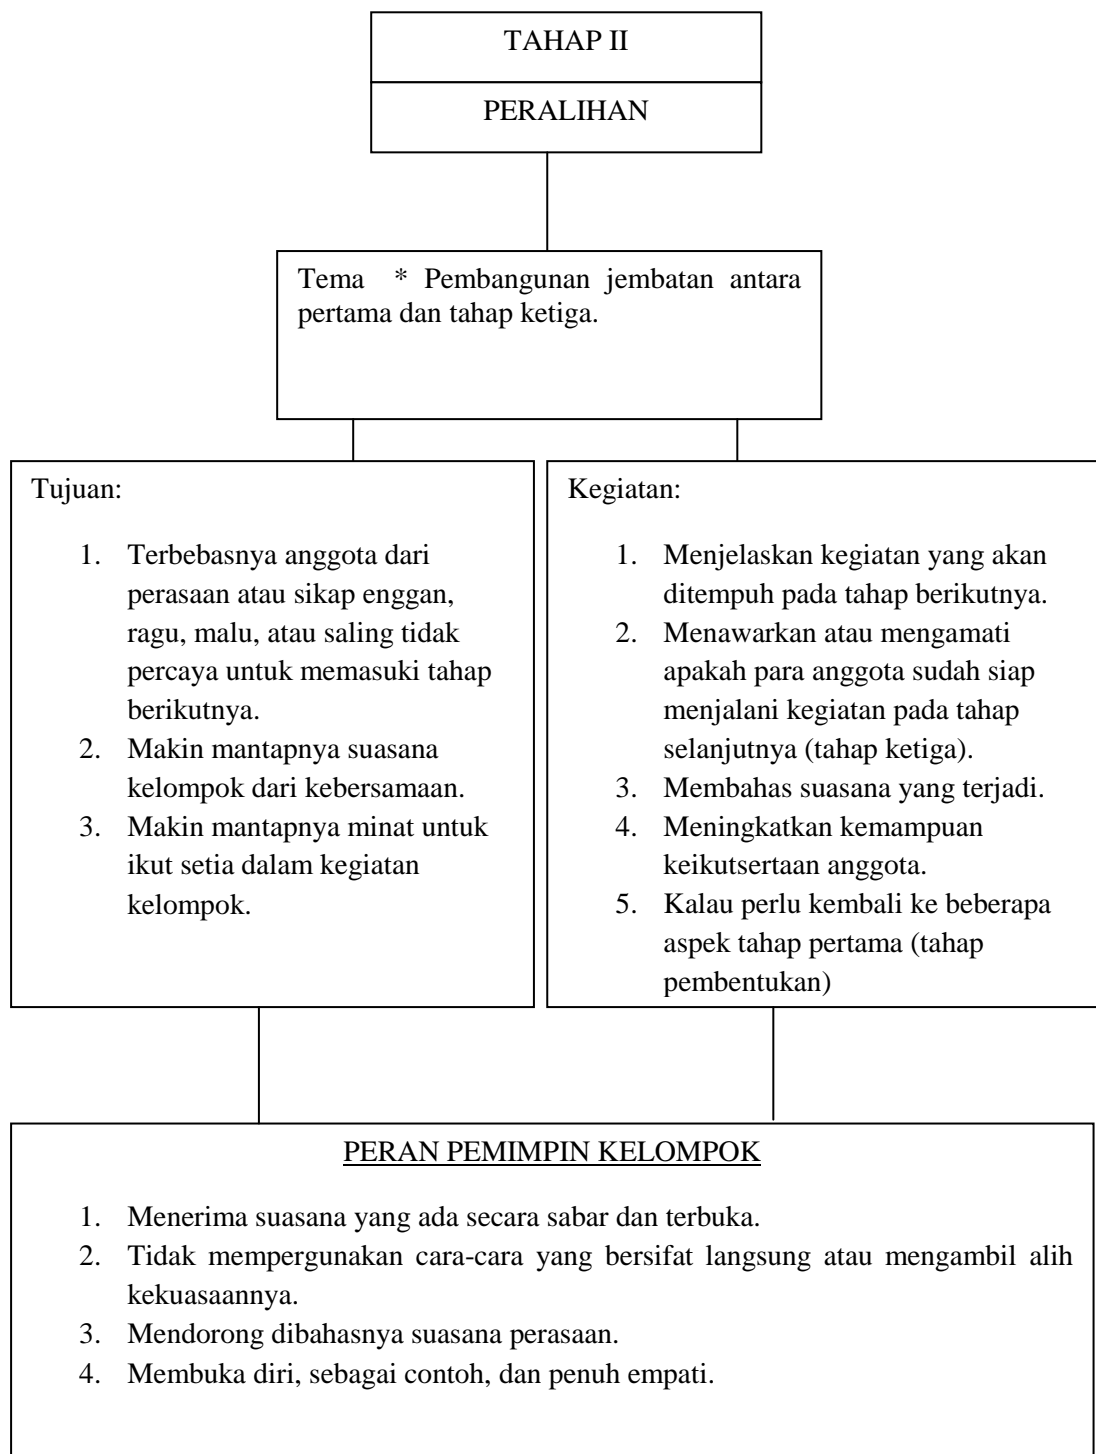 TAHAP II
PERALIHAN
Tema * Pembangunan jembatan antara
pertama dan tahap ketiga.
Tujuan:
1. Terbebasnya anggota dari
perasaan atau sikap enggan,
ragu, malu, atau saling tidak
percaya untuk memasuki tahap
berikutnya.
2. Makin mantapnya suasana
kelompok dari kebersamaan.
3. Makin mantapnya minat untuk
ikut setia dalam kegiatan
kelompok.
Kegiatan:
1. Menjelaskan kegiatan yang akan
ditempuh pada tahap berikutnya.
2. Menawarkan atau mengamati
apakah para anggota sudah siap
menjalani kegiatan pada tahap
selanjutnya (tahap ketiga).
3. Membahas suasana yang terjadi.
4. Meningkatkan kemampuan
keikutsertaan anggota.
5. Kalau perlu kembali ke beberapa
aspek tahap pertama (tahap
pembentukan)
PERAN PEMIMPIN KELOMPOK
1. Menerima suasana yang ada secara sabar dan terbuka.
2. Tidak mempergunakan cara-cara yang bersifat langsung atau mengambil alih
kekuasaannya.
3. Mendorong dibahasnya suasana perasaan.
4. Membuka diri, sebagai contoh, dan penuh empati.